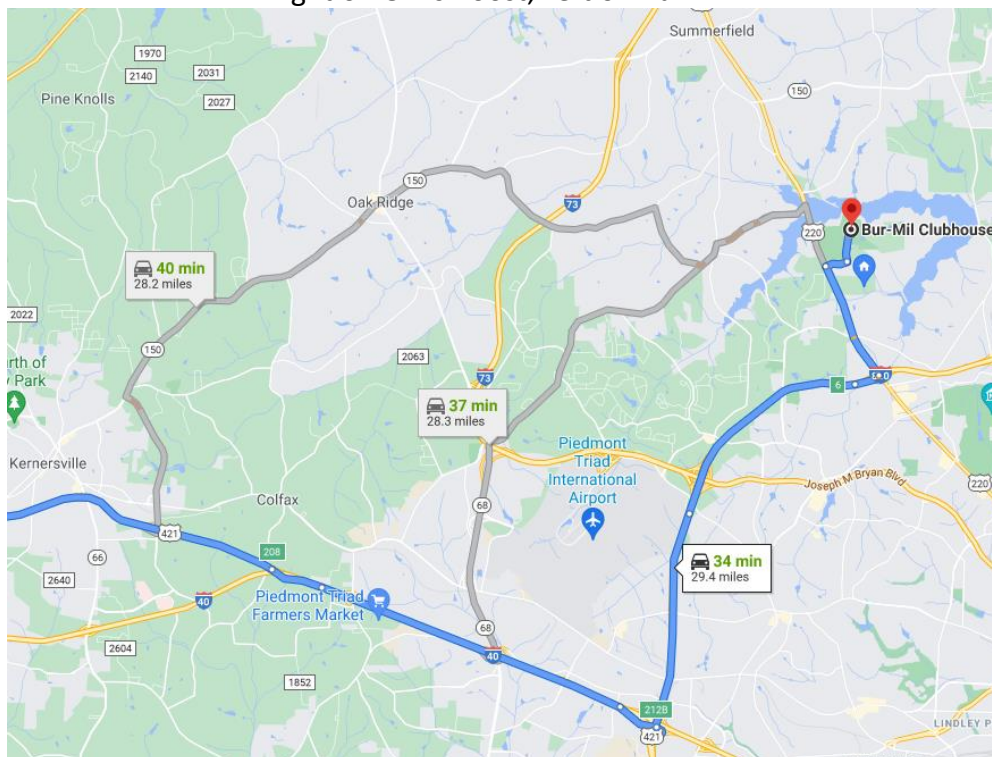 Summerfield
1970
2031
2140
150
Pine Knolls
2027
150
Oak Ridge
73
220
Bur-Mil Clubhouse
40 min
28.2 miles
2022
150
2063
73
6
37 min
28.3 miles
Kernersville
Piedmont
Triad
International
Airport
Joseph M Bryan Blvd
220
Colfax
68
421
66
208
34 min
29.4 miles
2640
40
Piedmont Triad
Farmers Market
68
2604
40
1852
212B
421
LINDLEY P